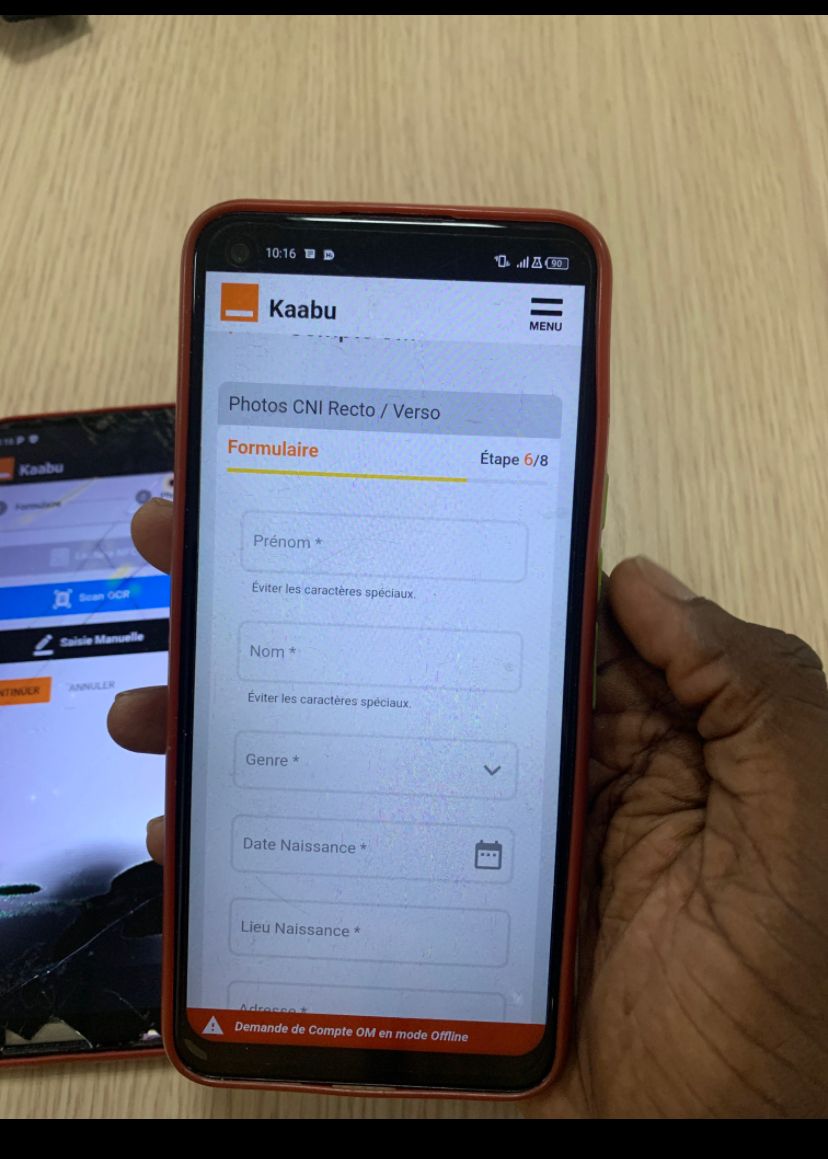 10:16
90
Kaabu
MENU
Photos CNI Recto / Verso
Formulaire
Étape 6/8
Prénom *
Éviter les caractères spéciaux.
Nom *
Éviter les caractères spéciaux.
Genre *
Date Naissance *
Lieu Naissance *
Adresse *
Demande de Compte OM en mode Offline
Kaabu
Formulaire
Scan OCR
Saisie Manuelle
ANNULER